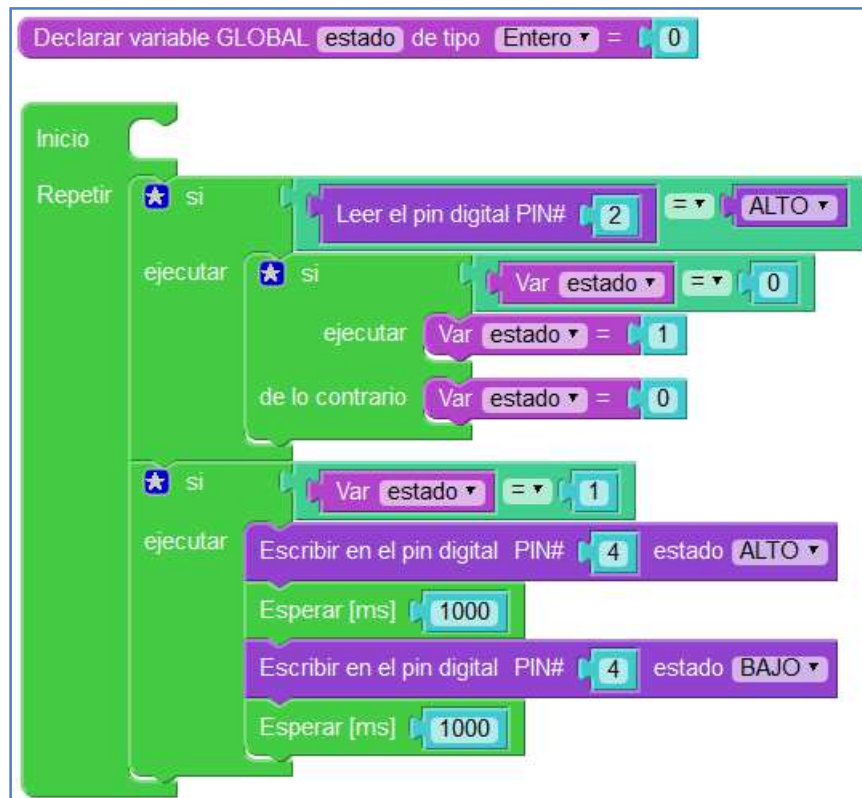 Declarar variable GLOBAL estado de tipo Entero = 0
Inicio
Repetir si Leer el pin digital PIN# 2 = ALTO
ejecutar si Var estado = 0
ejecutar Var estado = 1
de lo contrario Var estado = 0
si Var estado = 1
ejecutar Escribir en el pin digital PIN# 4 estado ALTO
Esperar [ms] 1000
Escribir en el pin digital PIN# 4 estado BAJO
Esperar [ms] 1000